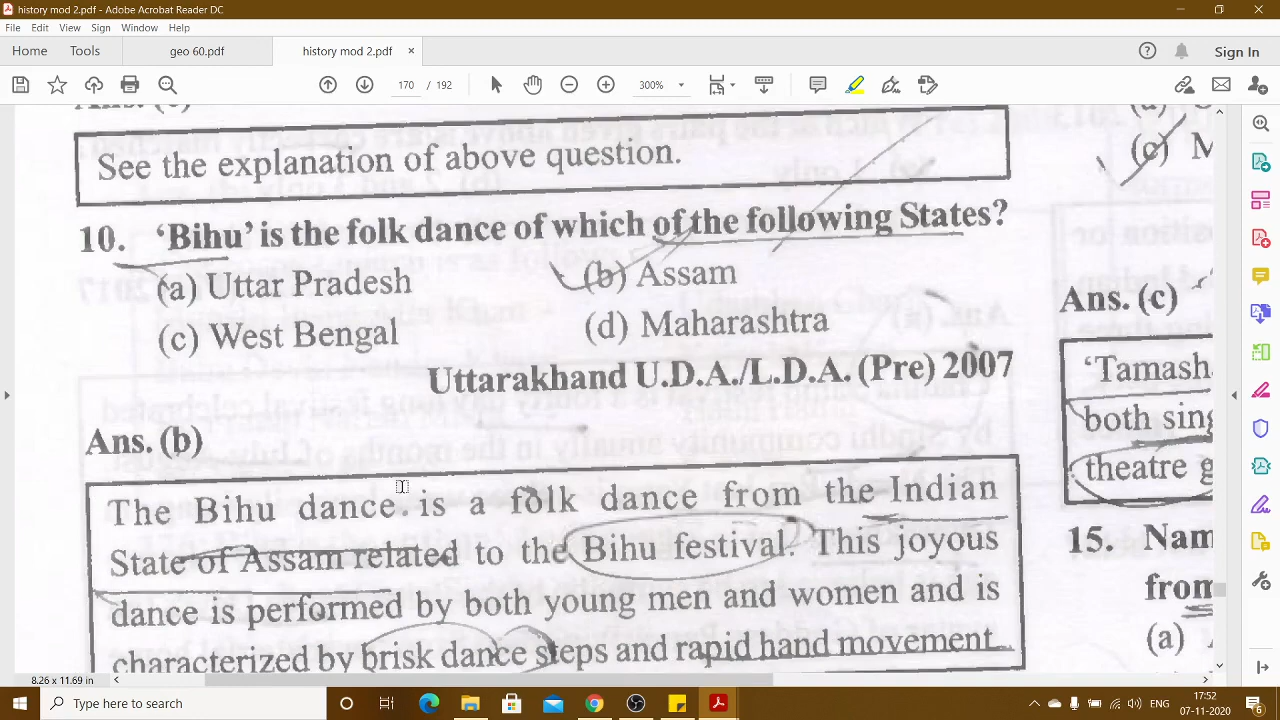 history mod 2.pdf - Adobe Acrobat Reader DC
File Edit View Sign Window Help
Home Tools geo 60.pdf history mod 2.pdf × Sign In
170 / 192 300%
See the explanation of above question.
10. ‘Bihu’ is the folk dance of which of the following States?
(a) Uttar Pradesh (b) Assam
(c) West Bengal (d) Maharashtra
Uttarakhand U.D.A./L.D.A. (Pre) 2007
Ans. (b)
The Bihu dance is a folk dance from the Indian
State of Assam related to the Bihu festival. This joyous
dance is performed by both young men and women and is
characterized by brisk dance steps and rapid hand movement.
(c) M
Ans. (c)
‘Tamash
both sing
theatre g
15. Nam
from
(a)
8.26 x 11.69 in
Type here to search
ENG
17:52
07-11-2020
6